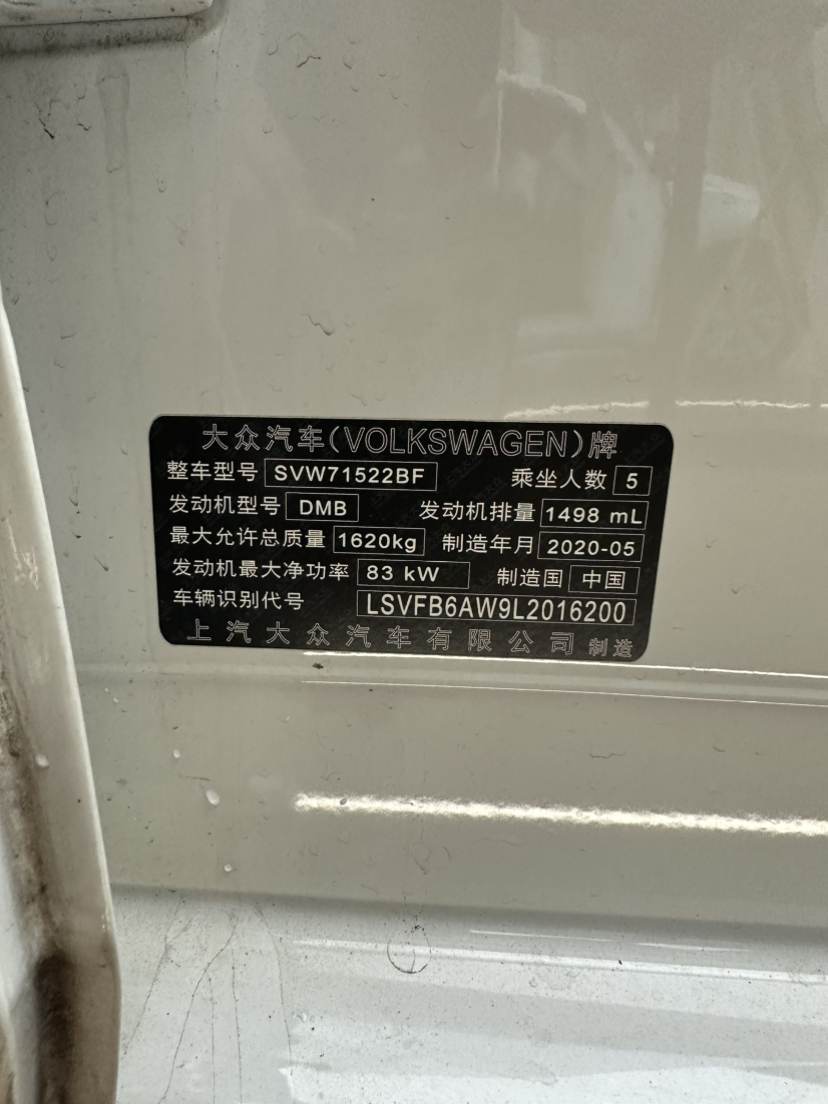 大众汽车(VOLKSWAGEN)牌
整车型号 SVW71522BF 乘坐人数 5
发动机型号 DMB 发动机排量 1498 mL
最大允许总质量 1620kg 制造年月 2020-05
发动机最大净功率 83 kW 制造国 中国
车辆识别代号 LSVFB6AW9L2016200
上汽大众汽车有限公司 制造